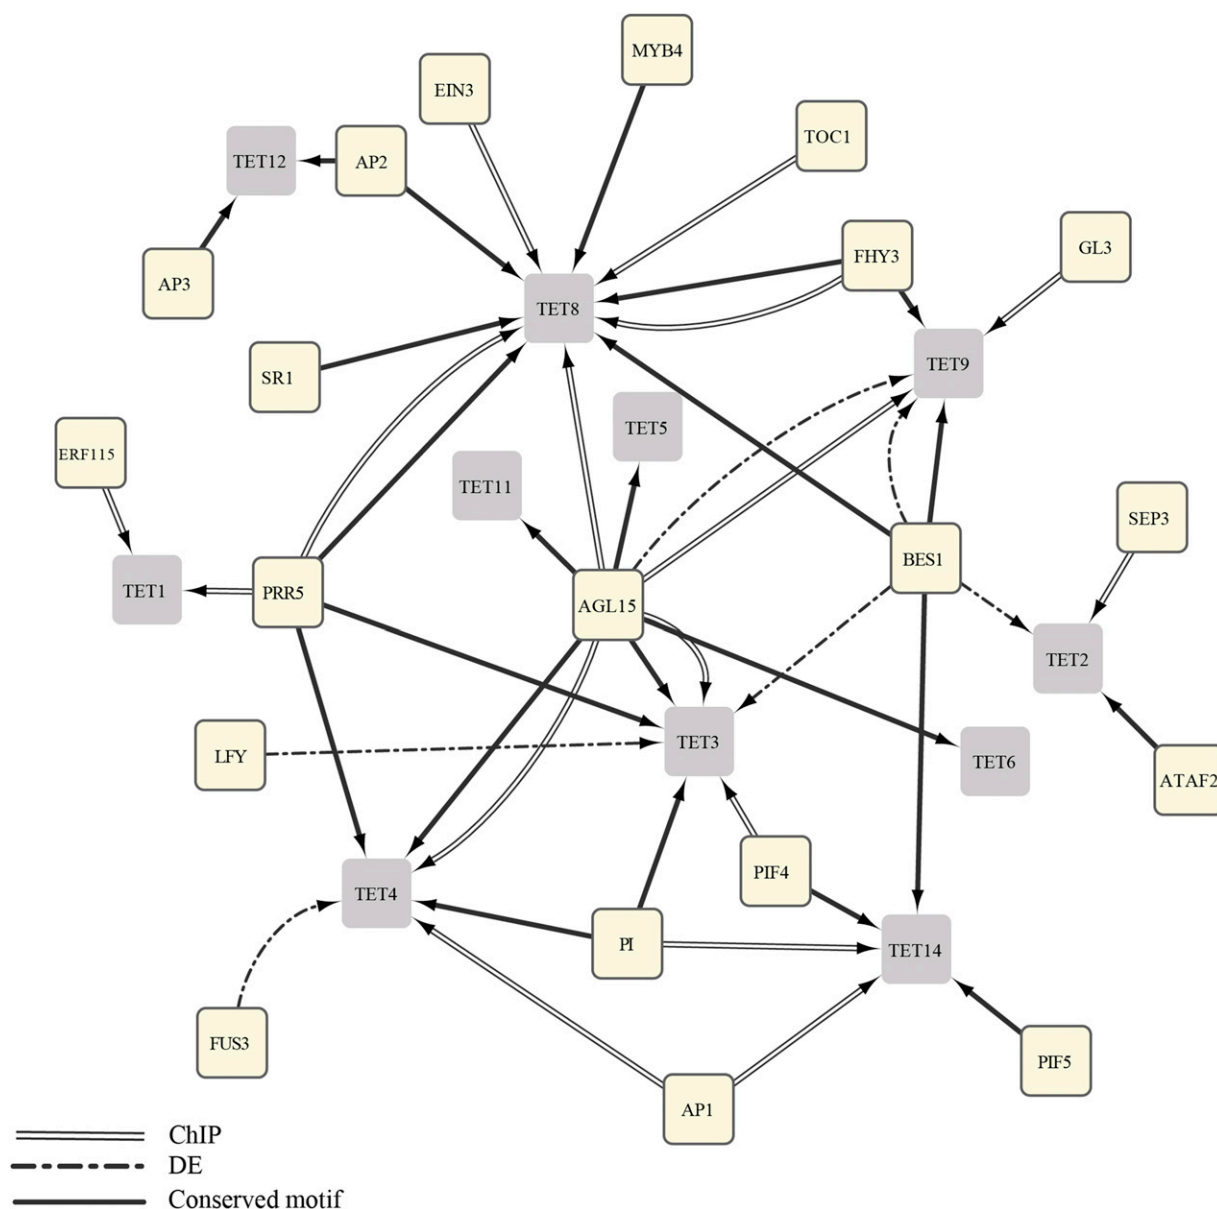 MYB4
EIN3
TOC1
TET12
AP2
GL3
FHY3
AP3
TET8
TET9
SR1
TET5
ERF115
TET11
SEP3
BES1
TET1
PRR5
AGL15
TET2
LFY
TET3
TET6
ATAF2
PIF4
TET4
PI
TET14
FUS3
PIF5
AP1
ChIP
DE
Conserved motif